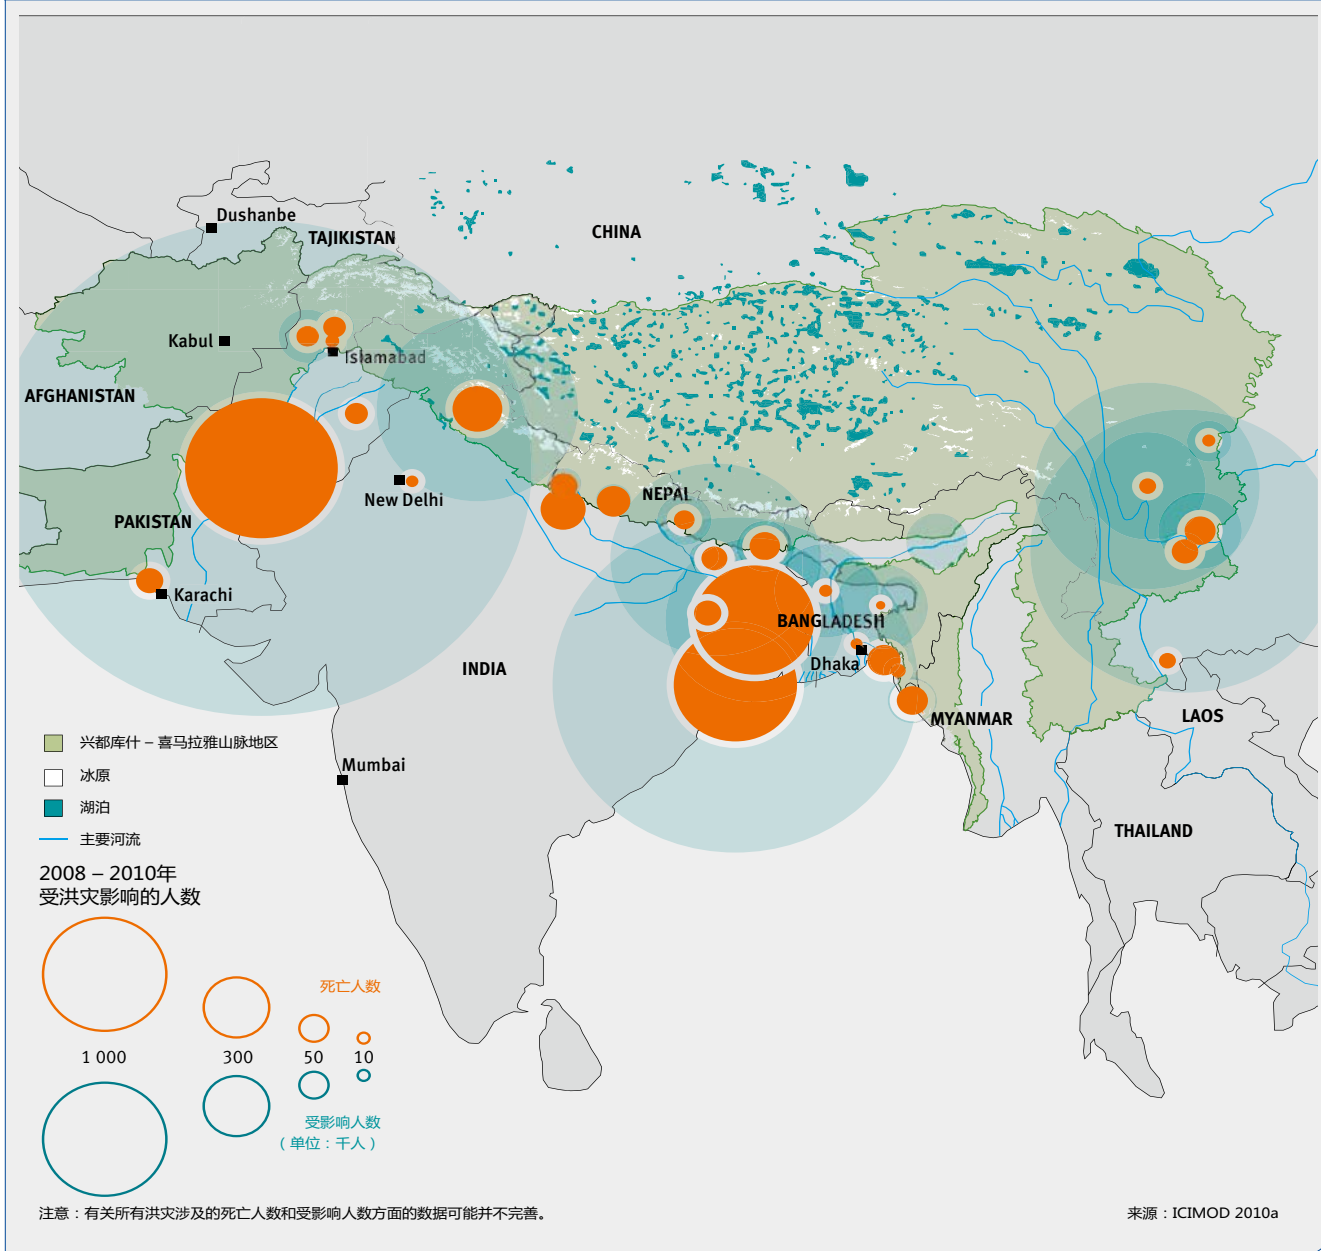 Dushanbe
TAJIKISTAN
CHINA
Kabul
Islamabad
AFGHANISTAN
New Delhi
NEPAL
PAKISTAN
Karachi
BANGLADESH
INDIA
Dhaka
MYANMAR
LAOS
Mumbai
THAILAND
兴都库什 – 喜马拉雅山脉地区
冰原
湖泊
主要河流
2008 – 2010年
受洪灾影响的人数
死亡人数
1 000 300 50 10
受影响人数
（单位：千人）
注意：有关所有洪灾涉及的死亡人数和受影响人数方面的数据可能并不完善。
来源：ICIMOD 2010a